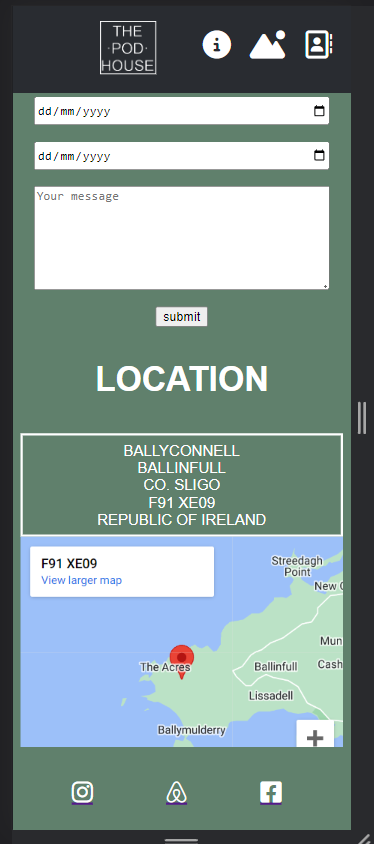 THE
·POD·
HOUSE
dd/mm/yyyy
dd/mm/yyyy
Your message
submit
LOCATION
BALLYCONNELL
BALLINFULL
CO. SLIGO
F91 XE09
REPUBLIC OF IRELAND
F91 XE09
View larger map
Streedagh
Point
New C
Mun
The Acres
Ballinfull
Cash
Lissadell
Ballymulderry
+